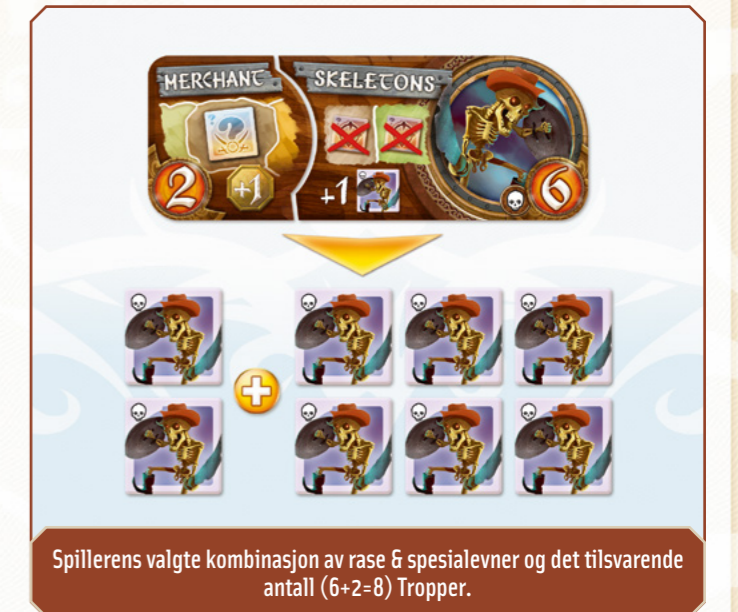 MERCHANT
SKELETONS
2
+1
+1
6
Spillerens valgte kombinasjon av rase & spesialevner og det tilsvarende
antall (6+2=8) Tropper.